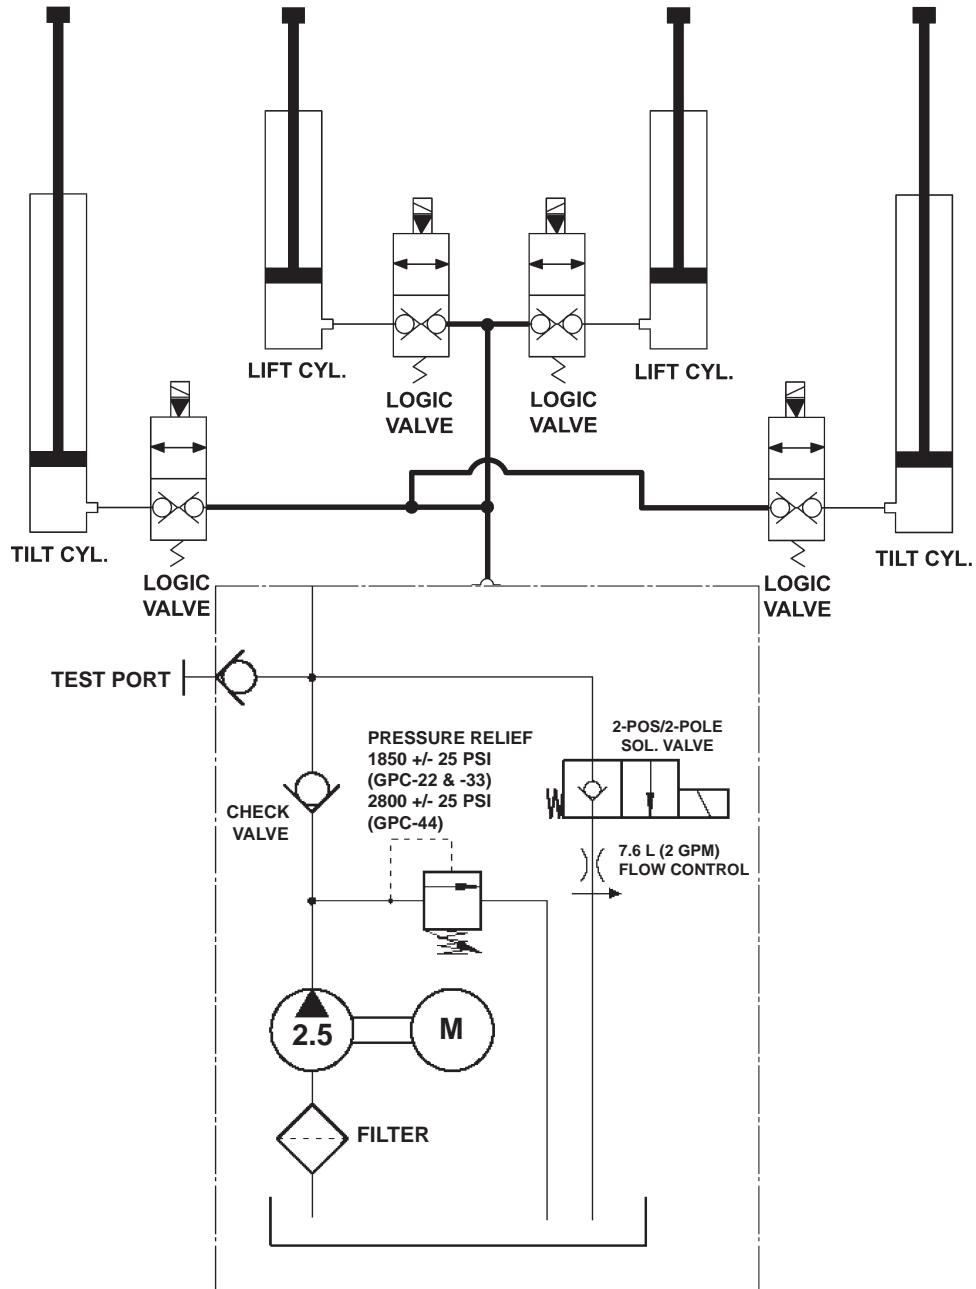 LIFT CYL.
LOGIC
VALVE
LOGIC
VALVE
LIFT CYL.
TILT CYL.
LOGIC
VALVE
LOGIC
VALVE
TILT CYL.
TEST PORT
PRESSURE RELIEF
1850 +/- 25 PSI
(GPC-22 & -33)
2800 +/- 25 PSI
(GPC-44)
2-POS/2-POLE
SOL. VALVE
CHECK
VALVE
7.6 L (2 GPM)
FLOW CONTROL
2.5
M
FILTER